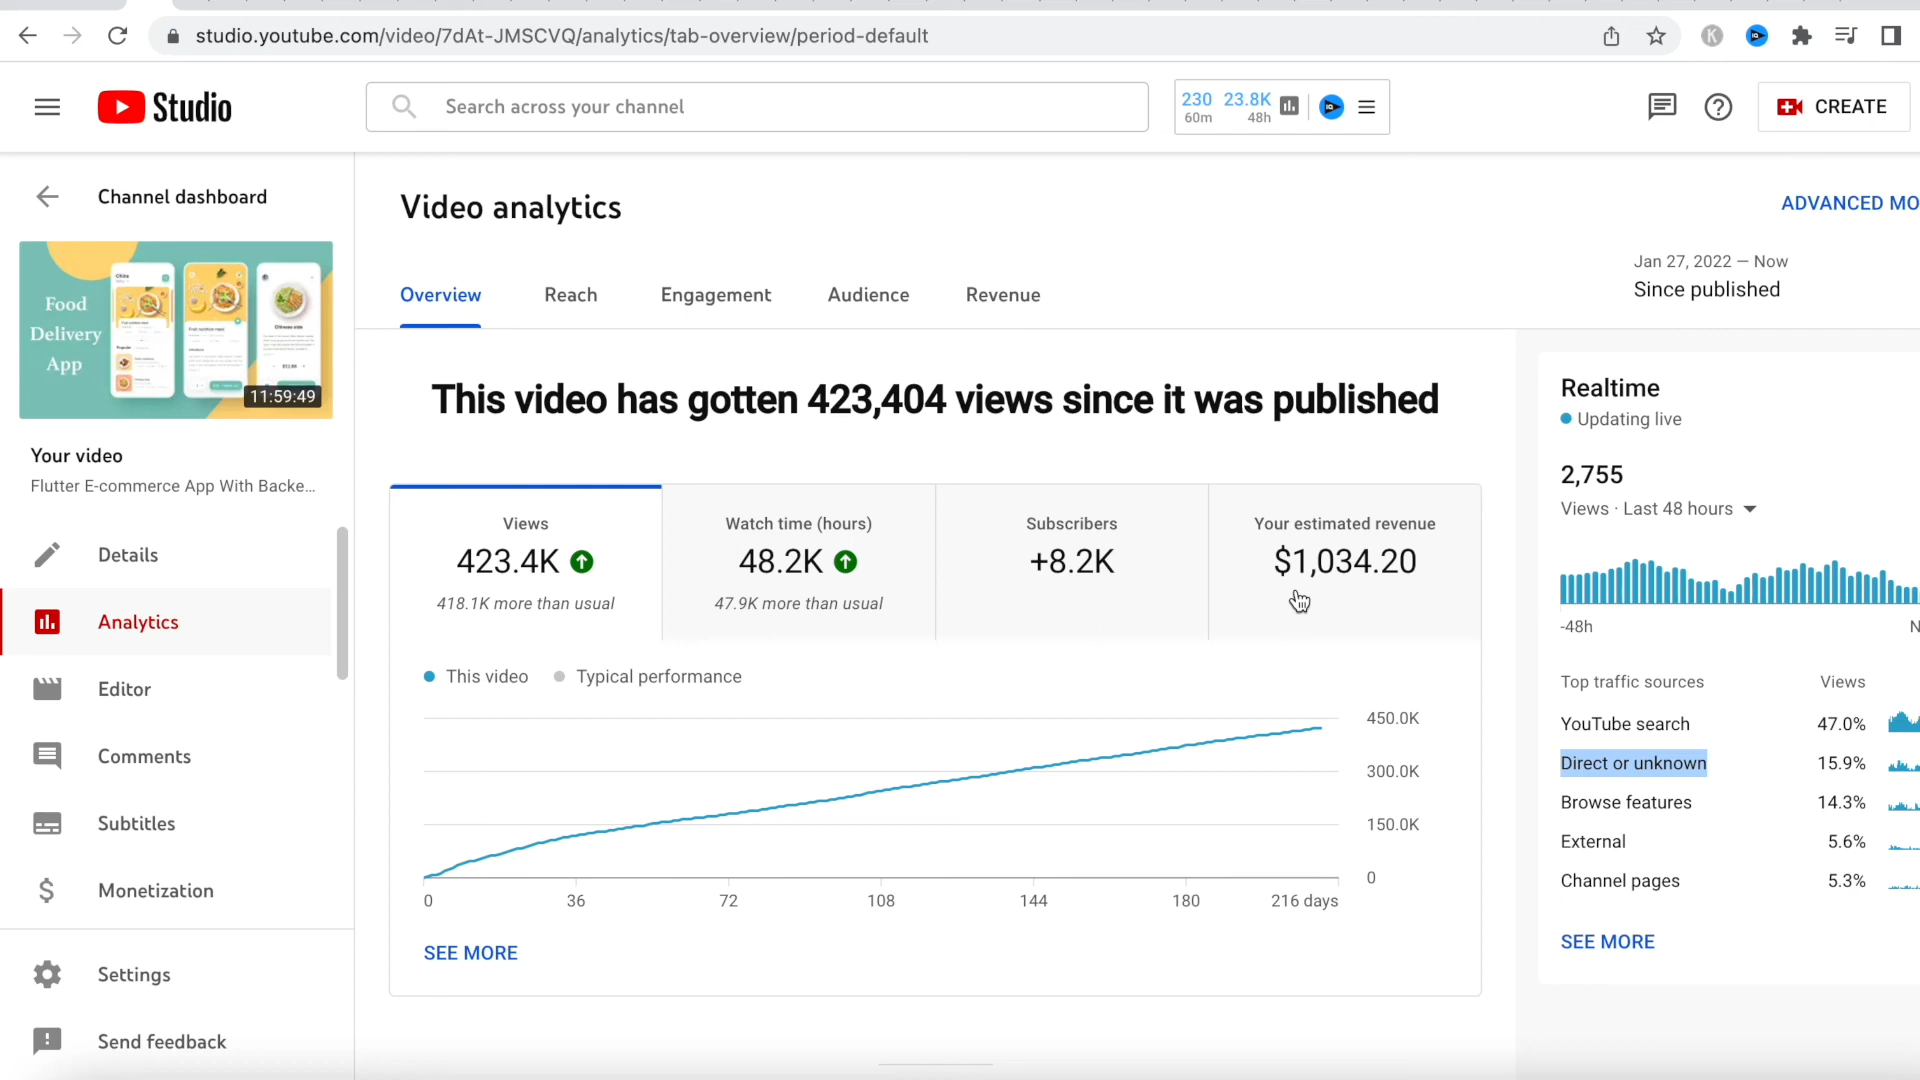 studio.youtube.com/video/7dAt-JMSCVQ/analytics/tab-overview/period-default
Studio
Search across your channel
230 23.8K
60m 48h
CREATE
Channel dashboard
Food
Delivery
App
11:59:49
Your video
Flutter E-commerce App With Backe...
Details
Analytics
Editor
Comments
Subtitles
Monetization
Settings
Send feedback
Video analytics
ADVANCED MO
Overview Reach Engagement Audience Revenue
Jan 27, 2022 – Now
Since published
This video has gotten 423,404 views since it was published
Views
423.4K
418.1K more than usual
Watch time (hours)
48.2K
47.9K more than usual
Subscribers
+8.2K
Your estimated revenue
$1,034.20
This video Typical performance
450.0K
300.0K
150.0K
0
0 36 72 108 144 180 216 days
SEE MORE
Realtime
Updating live
2,755
Views · Last 48 hours
-48h N
Top traffic sources Views
YouTube search 47.0%
Direct or unknown 15.9%
Browse features 14.3%
External 5.6%
Channel pages 5.3%
SEE MORE